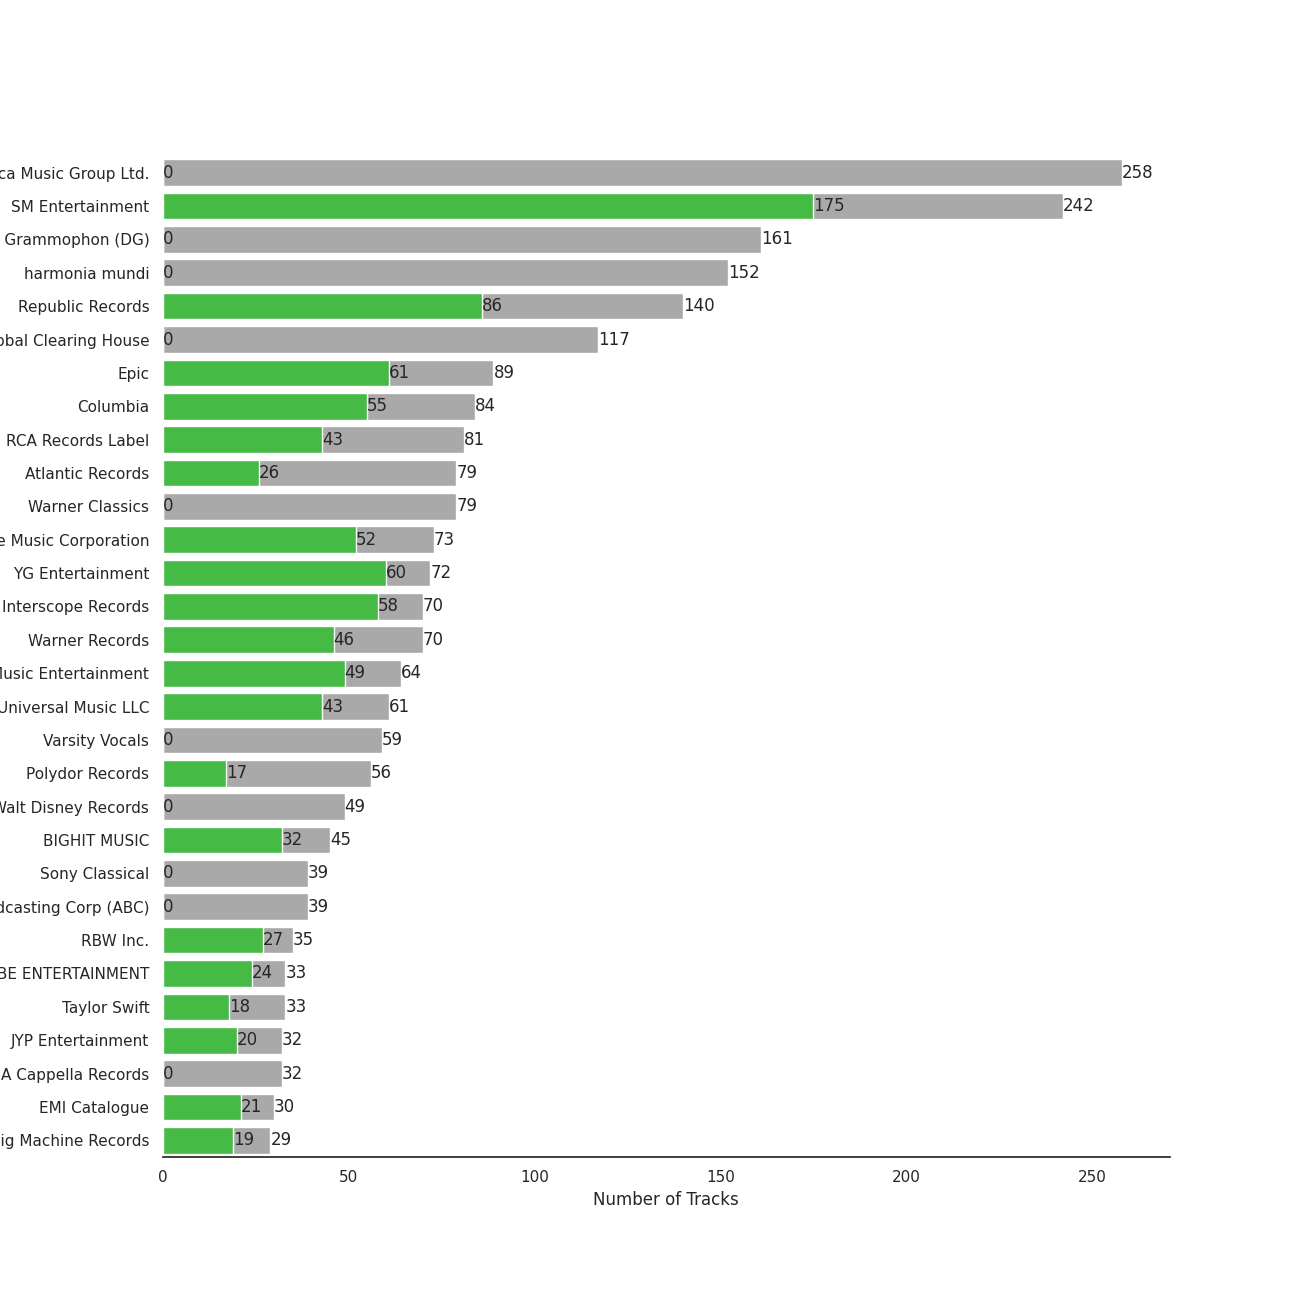 ca Music Group Ltd. 0 258
SM Entertainment 175 242
Grammophon (DG) 0 161
harmonia mundi 0 152
Republic Records 86 140
obal Clearing House 0 117
Epic 61 89
Columbia 55 84
RCA Records Label 43 81
Atlantic Records 26 79
Warner Classics 0 79
e Music Corporation 52 73
YG Entertainment 60 72
Interscope Records 58 70
Warner Records 46 70
Music Entertainment 49 64
Universal Music LLC 43 61
Varsity Vocals 0 59
Polydor Records 17 56
Walt Disney Records 0 49
BIGHIT MUSIC 32 45
Sony Classical 0 39
dcasting Corp (ABC) 0 39
RBW Inc. 27 35
BE ENTERTAINMENT 24 33
Taylor Swift 18 33
JYP Entertainment 20 32
A Cappella Records 0 32
EMI Catalogue 21 30
ig Machine Records 19 29
0 50 100 150 200 250
Number of Tracks